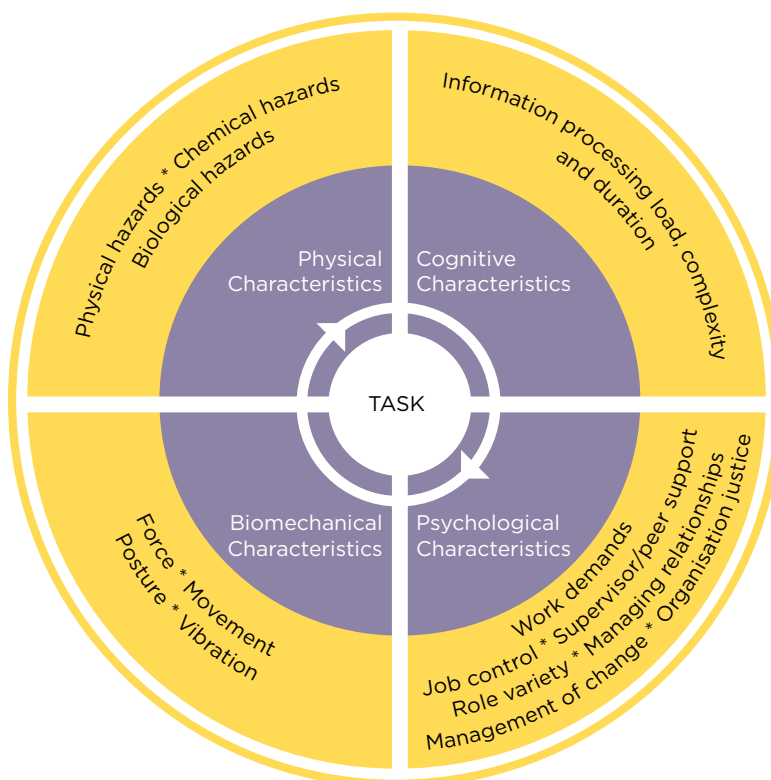 Physical hazards * Chemical hazards
Biological hazards
Information processing load, complexity
and duration
Physical
Characteristics
Cognitive
Characteristics
TASK
Biomechanical
Characteristics
Psychological
Characteristics
Force * Movement
Posture * Vibration
Work demands
Job control * Supervisor/peer support
Role variety * Managing relationships
Management of change * Organisation justice